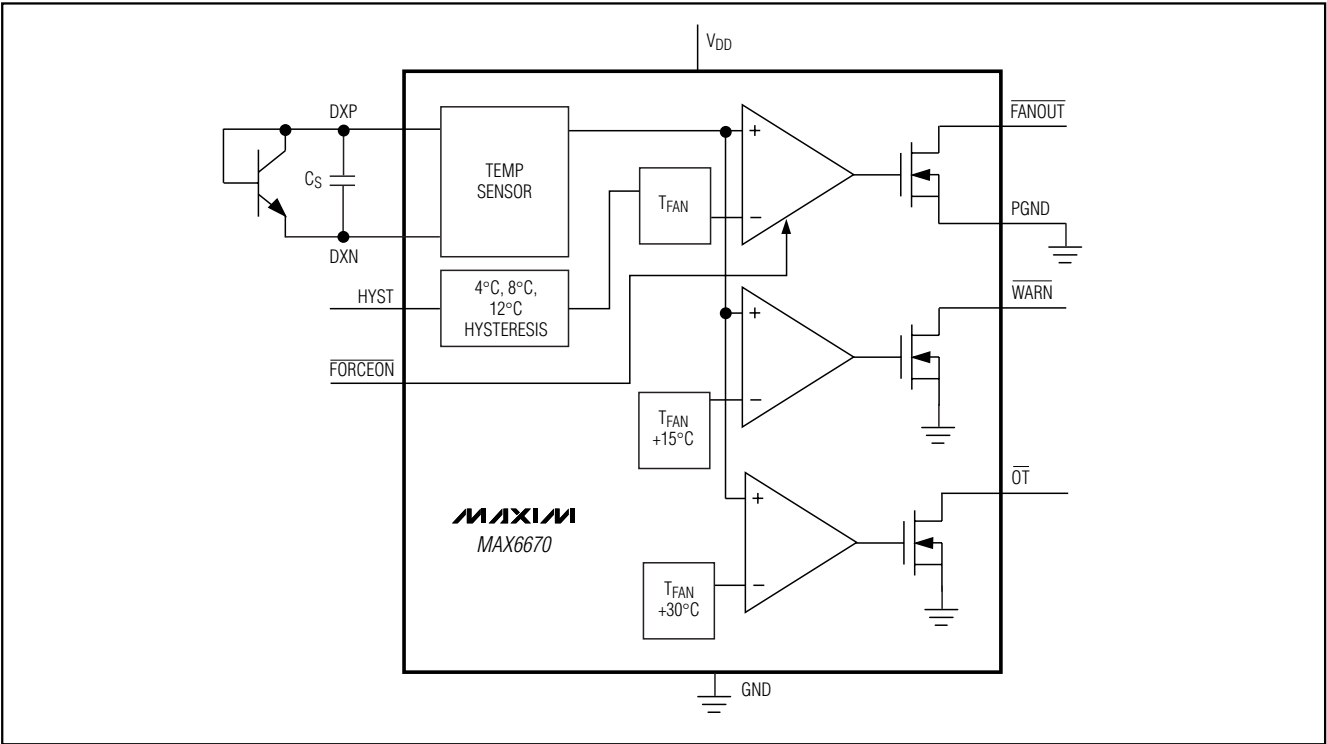 VDD
DXP
FANOUT
TEMP
SENSOR
CS
TFAN
PGND
DXN
HYST
4°C, 8°C,
12°C
HYSTERESIS
WARN
FORCEON
TFAN
+15°C
OT
MAXIM
MAX6670
TFAN
+30°C
GND
+
−
+
−
+
−